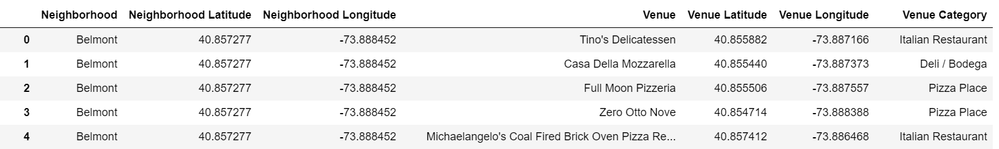 Neighborhood Neighborhood Latitude Neighborhood Longitude Venue Venue Latitude Venue Longitude Venue Category
0 Belmont 40.857277 -73.888452 Tino's Delicatessen 40.855882 -73.887166 Italian Restaurant
1 Belmont 40.857277 -73.888452 Casa Della Mozzarella 40.855440 -73.887373 Deli / Bodega
2 Belmont 40.857277 -73.888452 Full Moon Pizzeria 40.855506 -73.887557 Pizza Place
3 Belmont 40.857277 -73.888452 Zero Otto Nove 40.854714 -73.888388 Pizza Place
4 Belmont 40.857277 -73.888452 Michaelangelo's Coal Fired Brick Oven Pizza Re... 40.857412 -73.886468 Italian Restaurant